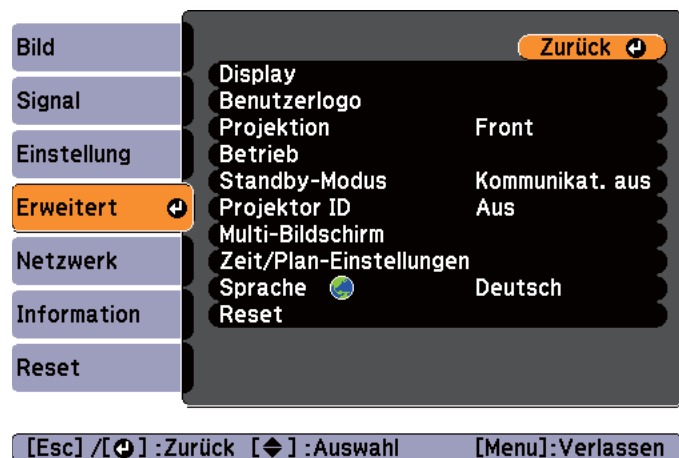 Bild
Signal
Einstellung
Erweitert
Netzwerk
Information
Reset
Zurück
Display
Benutzerlogo
Projektion Front
Betrieb
Standby-Modus Kommunikat. aus
Projektor ID Aus
Multi-Bildschirm
Zeit/Plan-Einstellungen
Sprache Deutsch
Reset
[Esc] /[ ] :Zurück [ ] :Auswahl [Menu]:Verlassen